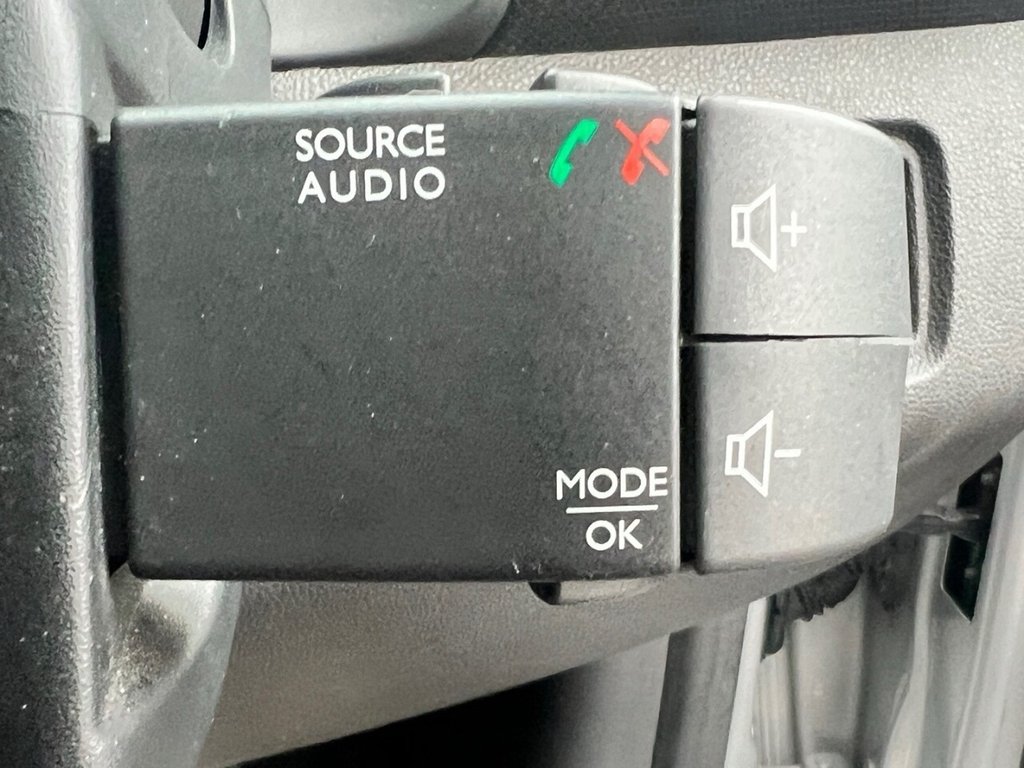 SOURCE
AUDIO
MODE
OK
+
-